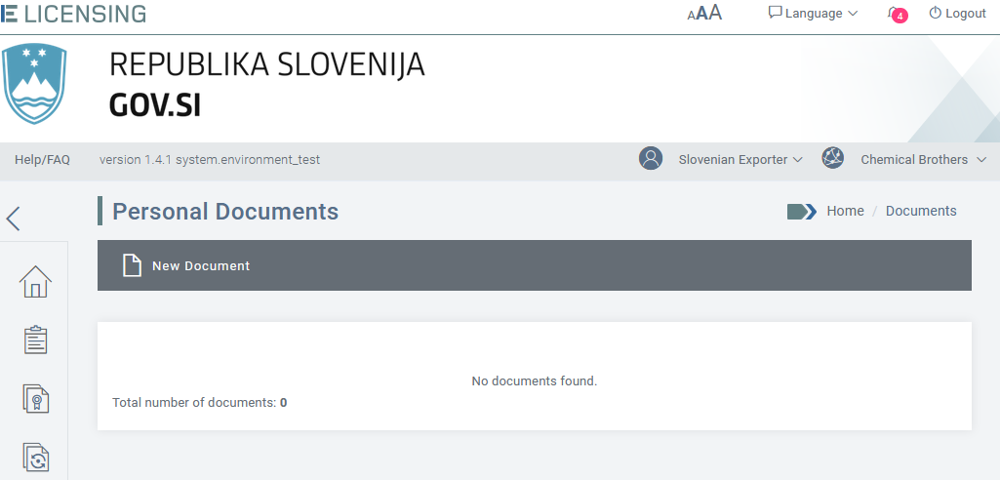 E LICENSING
AAA Language 4 Logout
REPUBLIKA SLOVENIJA
GOV.SI
Help/FAQ version 1.4.1 system.environment_test Slovenian Exporter Chemical Brothers
Personal Documents
Home / Documents
New Document
No documents found.
Total number of documents: 0